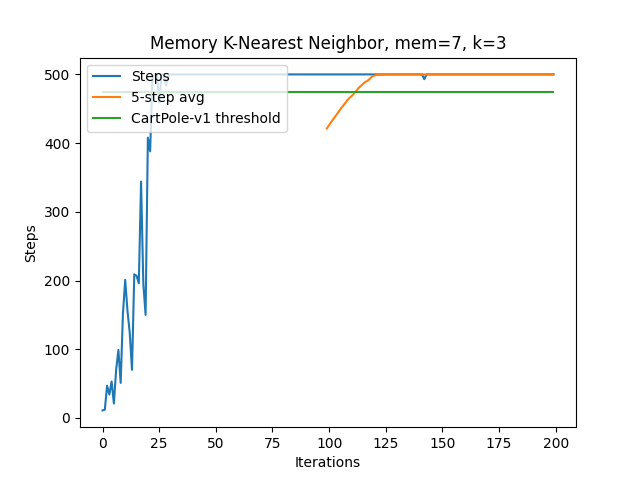 Memory K-Nearest Neighbor, mem=7, k=3
Steps
5-step avg
CartPole-v1 threshold
500
400
300
200
100
0
Steps
0 25 50 75 100 125 150 175 200
Iterations